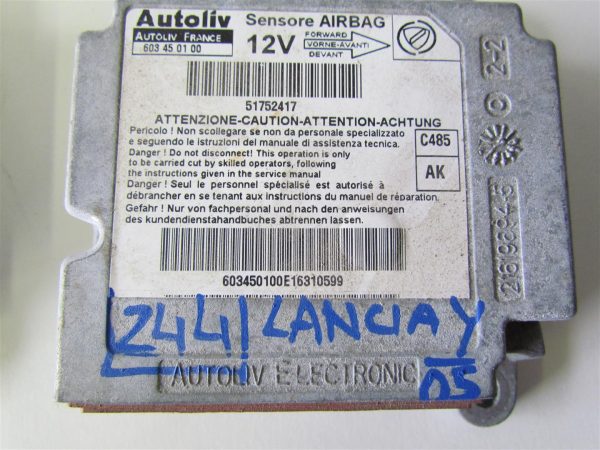 Autoliv Sensore AIRBAG
AUTOLIV FRANCE 12V FORWARD
603 45 01 00 VORNE-AVANTI
DEVANT
51752417
ATTENZIONE-CAUTION-ATTENTION-ACHTUNG
Pericolo ! Non scollegare se non da personale specializzato
e seguendo le istruzioni del manuale di assistenza tecnica.
Danger ! Do not disconnect! This operation is only
to be carried cut by skilled operators, following
the instructions given in the service manual
Danger ! Seul le personnel spécialisé est autorisé à
débrancher en se tenant aux instructions du manuel de réparation.
Gefahr ! Nur von fachpersonal und nach den anweisungen
des kundendienstahandbuches abtrennen lassen.
C485
AK
603450100E16310599
2441 LANCIA Y
05
AUTOLIV ELECTRONIC
2-2